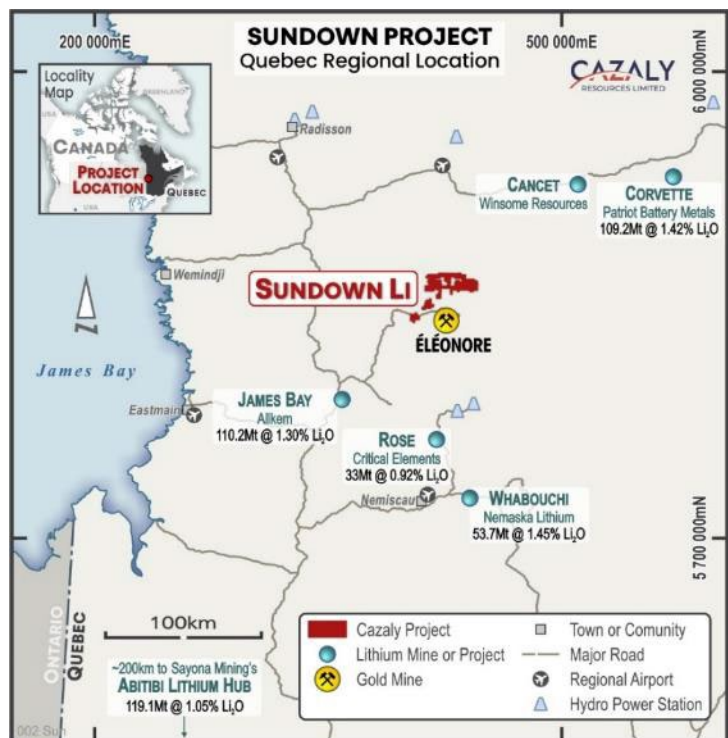 200 000mE
500 000mE
SUNDOWN PROJECT
Quebec Regional Location
CAZALY
RESOURCES LIMITED
6 000 000mN
Locality
Map
GREENLAND
USA
CANADA
PROJECT
LOCATION
QUEBEC
USA
Radisson
CANCET
Winsome Resources
CORVETTE
Patriot Battery Metals
109.2Mt @ 1.42% Li₂O
Wemindji
SUNDOWN LI
ÉLÉONORE
N
James Bay
JAMES BAY
Allkem
110.2Mt @ 1.30% Li₂O
Eastmain
ROSE
Critical Elements
33Mt @ 0.92% Li₂O
Nemiscau
WHABOUCHI
Nemaska Lithium
53.7Mt @ 1.45% Li₂O
5 700 000mN
ONTARIO
QUEBEC
100km
~200km to Sayona Mining's
ABITIBI LITHIUM HUB
119.1Mt @ 1.05% Li₂O
Cazaly Project
Lithium Mine or Project
Gold Mine
Town or Comunity
Major Road
Regional Airport
Hydro Power Station
002 Sun